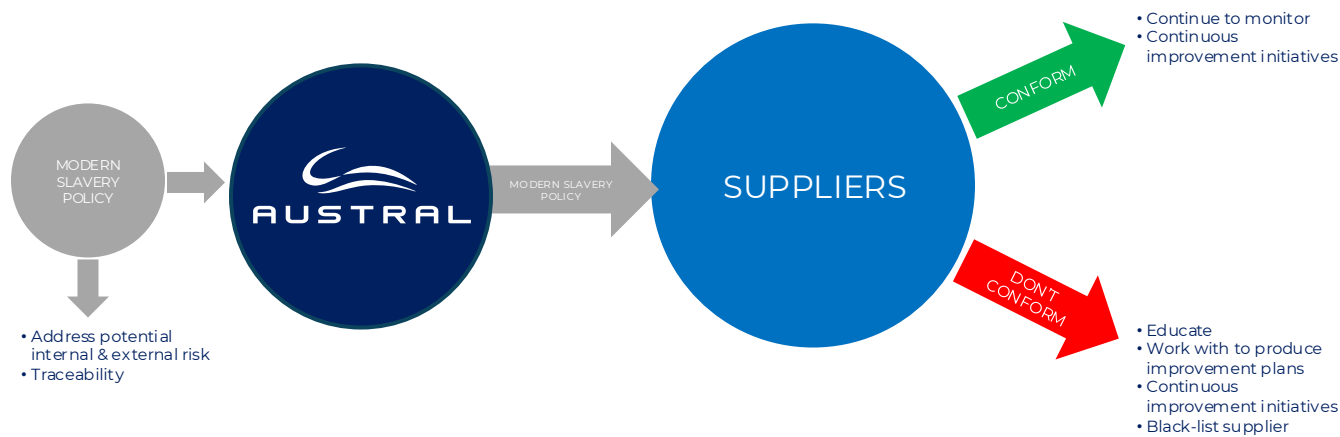 MODERN
SLAVERY
POLICY
• Address potential
internal & external risk
• Traceability
AUSTRAL
MODERN SLAVERY
POLICY
SUPPLIERS
CONFORM
• Continue to monitor
• Continuous
improvement initiatives
DON'T
CONFORM
• Educate
• Work with to produce
improvement plans
• Continuous
improvement initiatives
• Black-list supplier